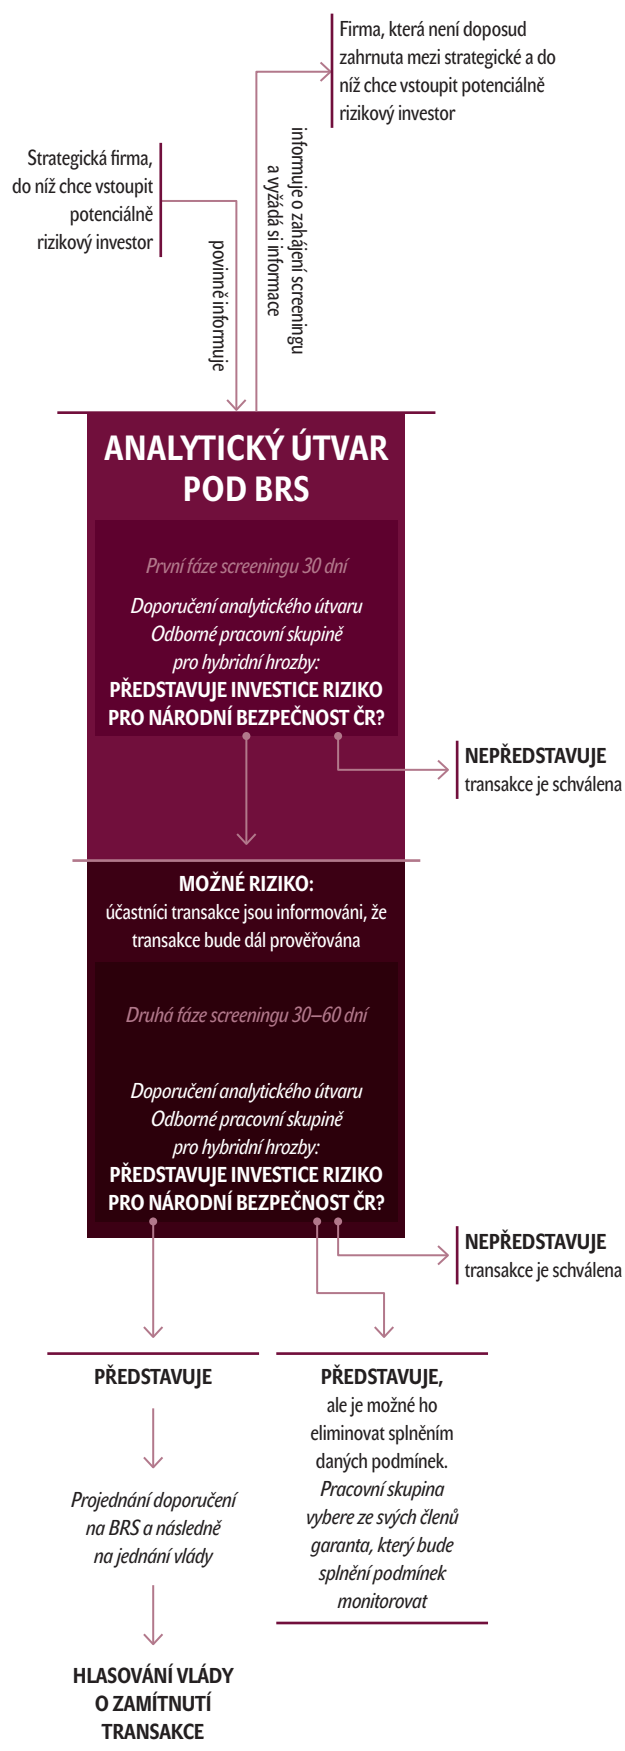 Firma, která není doposud
zahrnuta mezi strategické a do
níž chce vstoupit potenciálně
rizikový investor
Strategická firma,
do níž chce vstoupit
potenciálně
rizikový investor
povinně informuje
informuje o zahájení screeningu
a vyžádá si informace
ANALYTICKÝ ÚTVAR
POD BRS
První fáze screeningu 30 dní
Doporučení analytického útvaru
Odborné pracovní skupině
pro hybridní hrozby:
PŘEDSTAVUJE INVESTICE RIZIKO
PRO NÁRODNÍ BEZPEČNOST ČR?
NEPŘEDSTAVUJE
transakce je schválena
MOŽNÉ RIZIKO:
účastníci transakce jsou informováni, že
transakce bude dál prověřována
Druhá fáze screeningu 30–60 dní
Doporučení analytického útvaru
Odborné pracovní skupině
pro hybridní hrozby:
PŘEDSTAVUJE INVESTICE RIZIKO
PRO NÁRODNÍ BEZPEČNOST ČR?
NEPŘEDSTAVUJE
transakce je schválena
PŘEDSTAVUJE
Projednání doporučení
na BRS a následně
na jednání vlády
HLASOVÁNÍ VLÁDY
O ZAMÍTNUTÍ
TRANSAKCE
PŘEDSTAVUJE,
ale je možné ho
eliminovat splněním
daných podmínek.
Pracovní skupina
vybere ze svých členů
garanta, který bude
splnění podmínek
monitorovat